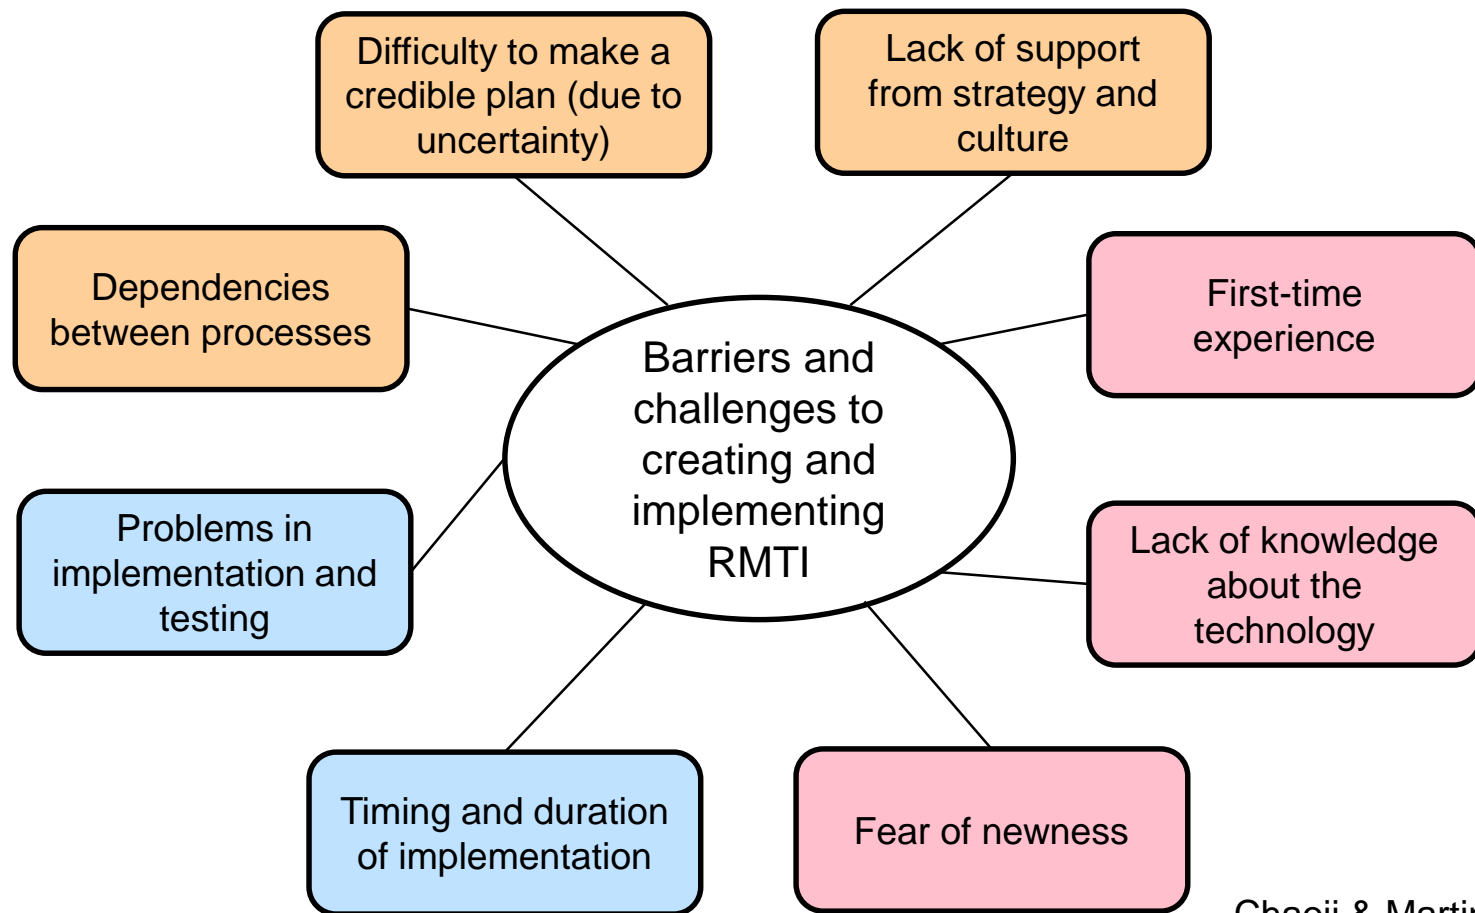 Difficulty to make a
credible plan (due to
uncertainty)
Lack of support
from strategy and
culture
Dependencies
between processes
First-time
experience
Barriers and
challenges to
creating and
implementing
RMTI
Problems in
implementation and
testing
Lack of knowledge
about the
technology
Timing and duration
of implementation
Fear of newness